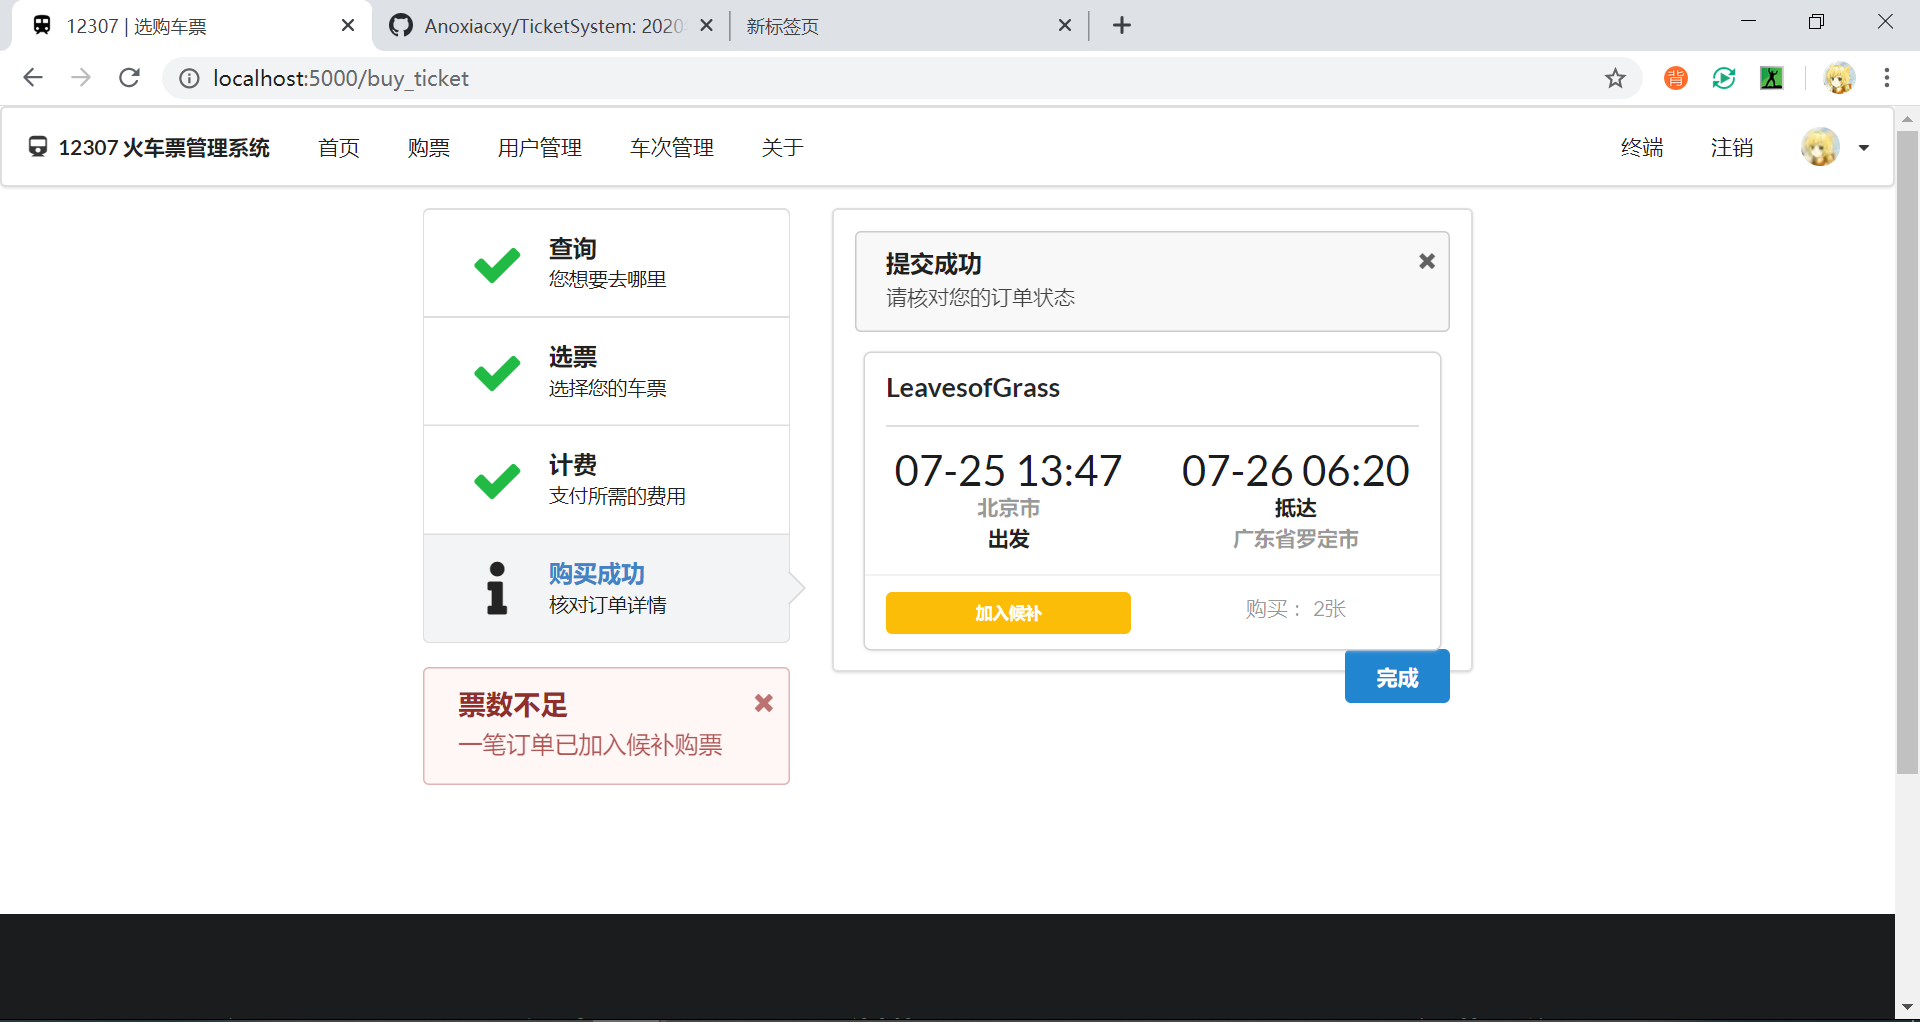 12307 | 选购车票
Anoxiacxy/TicketSystem: 2020
新标签页
localhost:5000/buy_ticket
背
12307 火车票管理系统
首页
购票
用户管理
车次管理
关于
终端
注销
查询
您想要去哪里
选票
选择您的车票
计费
支付所需的费用
购买成功
核对订单详情
票数不足
一笔订单已加入候补购票
提交成功
请核对您的订单状态
LeavesofGrass
07-25 13:47
北京市
出发
07-26 06:20
抵达
广东省罗定市
加入候补
购买： 2张
完成